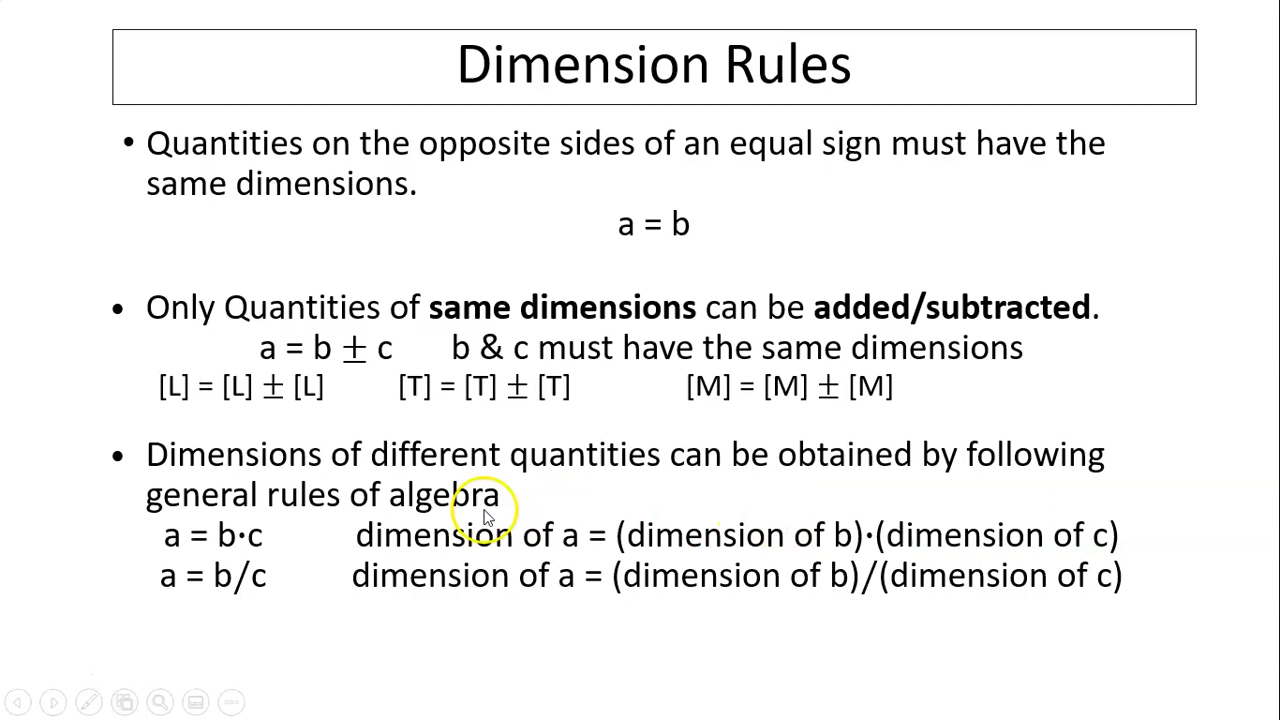 Dimension Rules
• Quantities on the opposite sides of an equal sign must have the
same dimensions.
a = b
• Only Quantities of same dimensions can be added/subtracted.
a = b ± c b & c must have the same dimensions
[L] = [L] ± [L] [T] = [T] ± [T] [M] = [M] ± [M]
• Dimensions of different quantities can be obtained by following
general rules of algebra
a = b·c dimension of a = (dimension of b)·(dimension of c)
a = b/c dimension of a = (dimension of b)/(dimension of c)